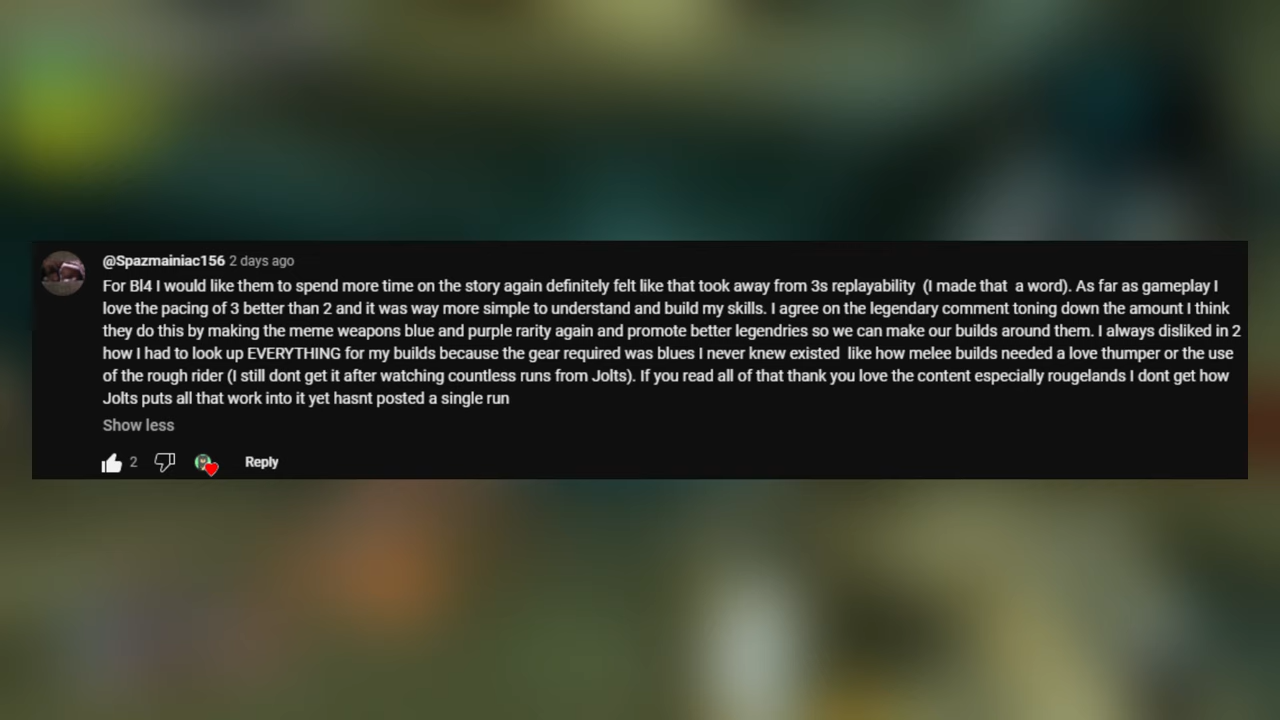 @Spazmainiac156 2 days ago
For Bl4 I would like them to spend more time on the story again definitely felt like that took away from 3s replayability  (I made that  a word). As far as gameplay I
love the pacing of 3 better than 2 and it was way more simple to understand and build my skills. I agree on the legendary comment toning down the amount I think
they do this by making the meme weapons blue and purple rarity again and promote better legendries so we can make our builds around them. I always disliked in 2
how I had to look up EVERYTHING for my builds because the gear required was blues I never knew existed  like how melee builds needed a love thumper or the use
of the rough rider (I still dont get it after watching countless runs from Jolts). If you read all of that thank you love the content especially rougelands I dont get how
Jolts puts all that work into it yet hasnt posted a single run
Show less
2 Reply